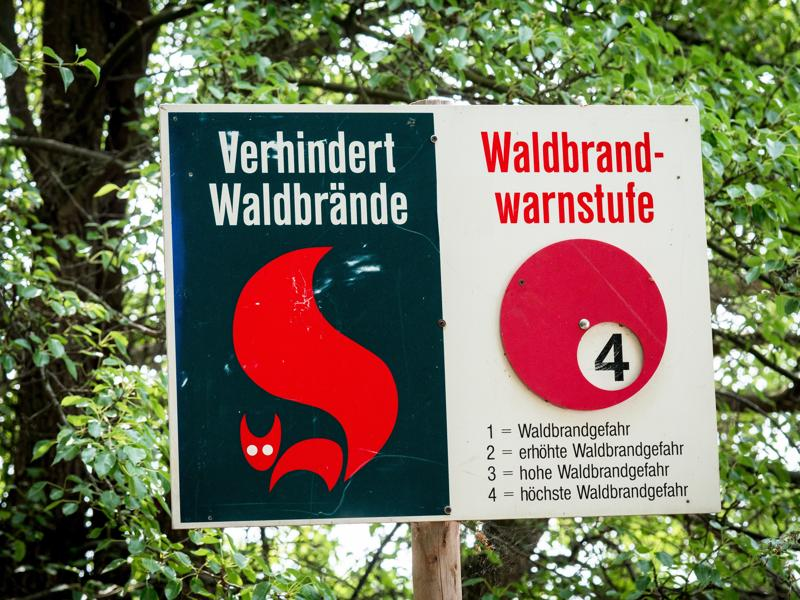 Verhindert
Waldbrände
Waldbrand-
warnstufe
4
1 = Waldbrandgefahr
2 = erhöhte Waldbrandgefahr
3 = hohe Waldbrandgefahr
4 = höchste Waldbrandgefahr